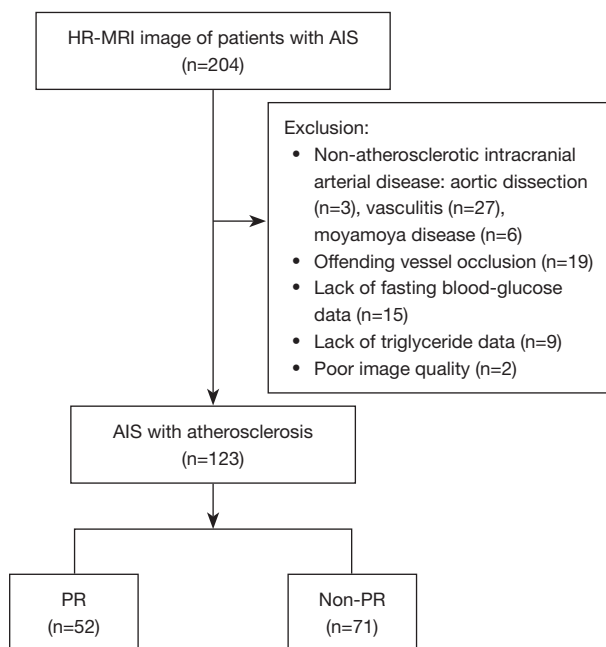 HR-MRI image of patients with AIS
(n=204)
Exclusion:
• Non-atherosclerotic intracranial
arterial disease: aortic dissection
(n=3), vasculitis (n=27),
moyamoya disease (n=6)
• Offending vessel occlusion (n=19)
• Lack of fasting blood-glucose
data (n=15)
• Lack of triglyceride data (n=9)
• Poor image quality (n=2)
AIS with atherosclerosis
(n=123)
PR
(n=52)
Non-PR
(n=71)